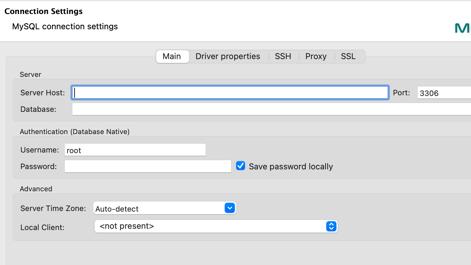 Connection Settings
MySQL connection settings
Main Driver properties SSH Proxy SSL
Server
Server Host: Port: 3306
Database:
Authentication (Database Native)
Username: root
Password: Save password locally
Advanced
Server Time Zone: Auto-detect
Local Client: <not present>